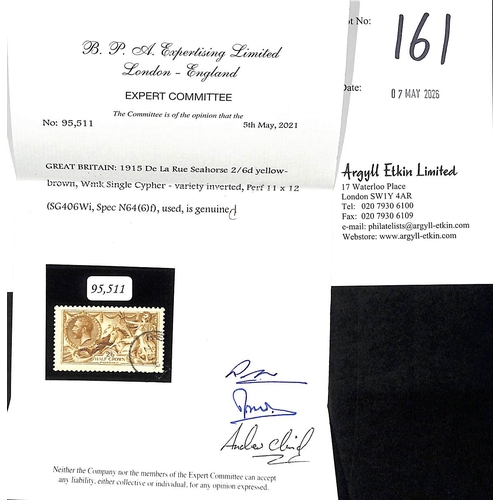 B. P. A. Expertising Limited
London - England
EXPERT COMMITTEE
The Committee is of the opinion that the
No: 95,511
5th May, 2021
GREAT BRITAIN: 1915 De La Rue Seahorse 2/6d yellow-
brown, Wmk Single Cypher - variety inverted, Perf 11 x 12
(SG406Wi, Spec N64(6)f), used, is genuine
95,511
HALF CROWN
Neither the Company nor the members of the Expert Committee can accept
any liability, either collective or individual, for any opinion expressed.
ot No:
161
Date:
07 MAY 2026
Argyll Etkin Limited
17 Waterloo Place
London SW1Y 4AR
Tel: 020 7930 6100
Fax: 020 7930 6109
e-mail: philatelists@argyll-etkin.com
Webstore: www.argyll-etkin.com